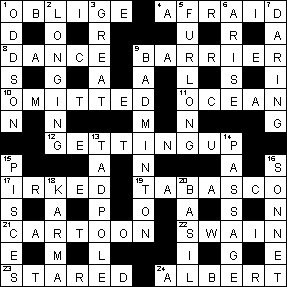 1 O B 2 L I 3 G E 4 A 5 F R A 6 I D 7
D O R U R A
8 D A N C E 9 B A R R I E R
S G A A L S I
10 O M I T T E D 11 O C E A N
N N M N G
12 G E 13 T T I N G U 14 P
15 P A N A 16 S
17 I R 18 K E D 19 T A 20 B A S C O
S A P O A S N
21 C A R T O O N 22 S W A I N
E M L I G E
23 S T A R E D 24 A L B E R T